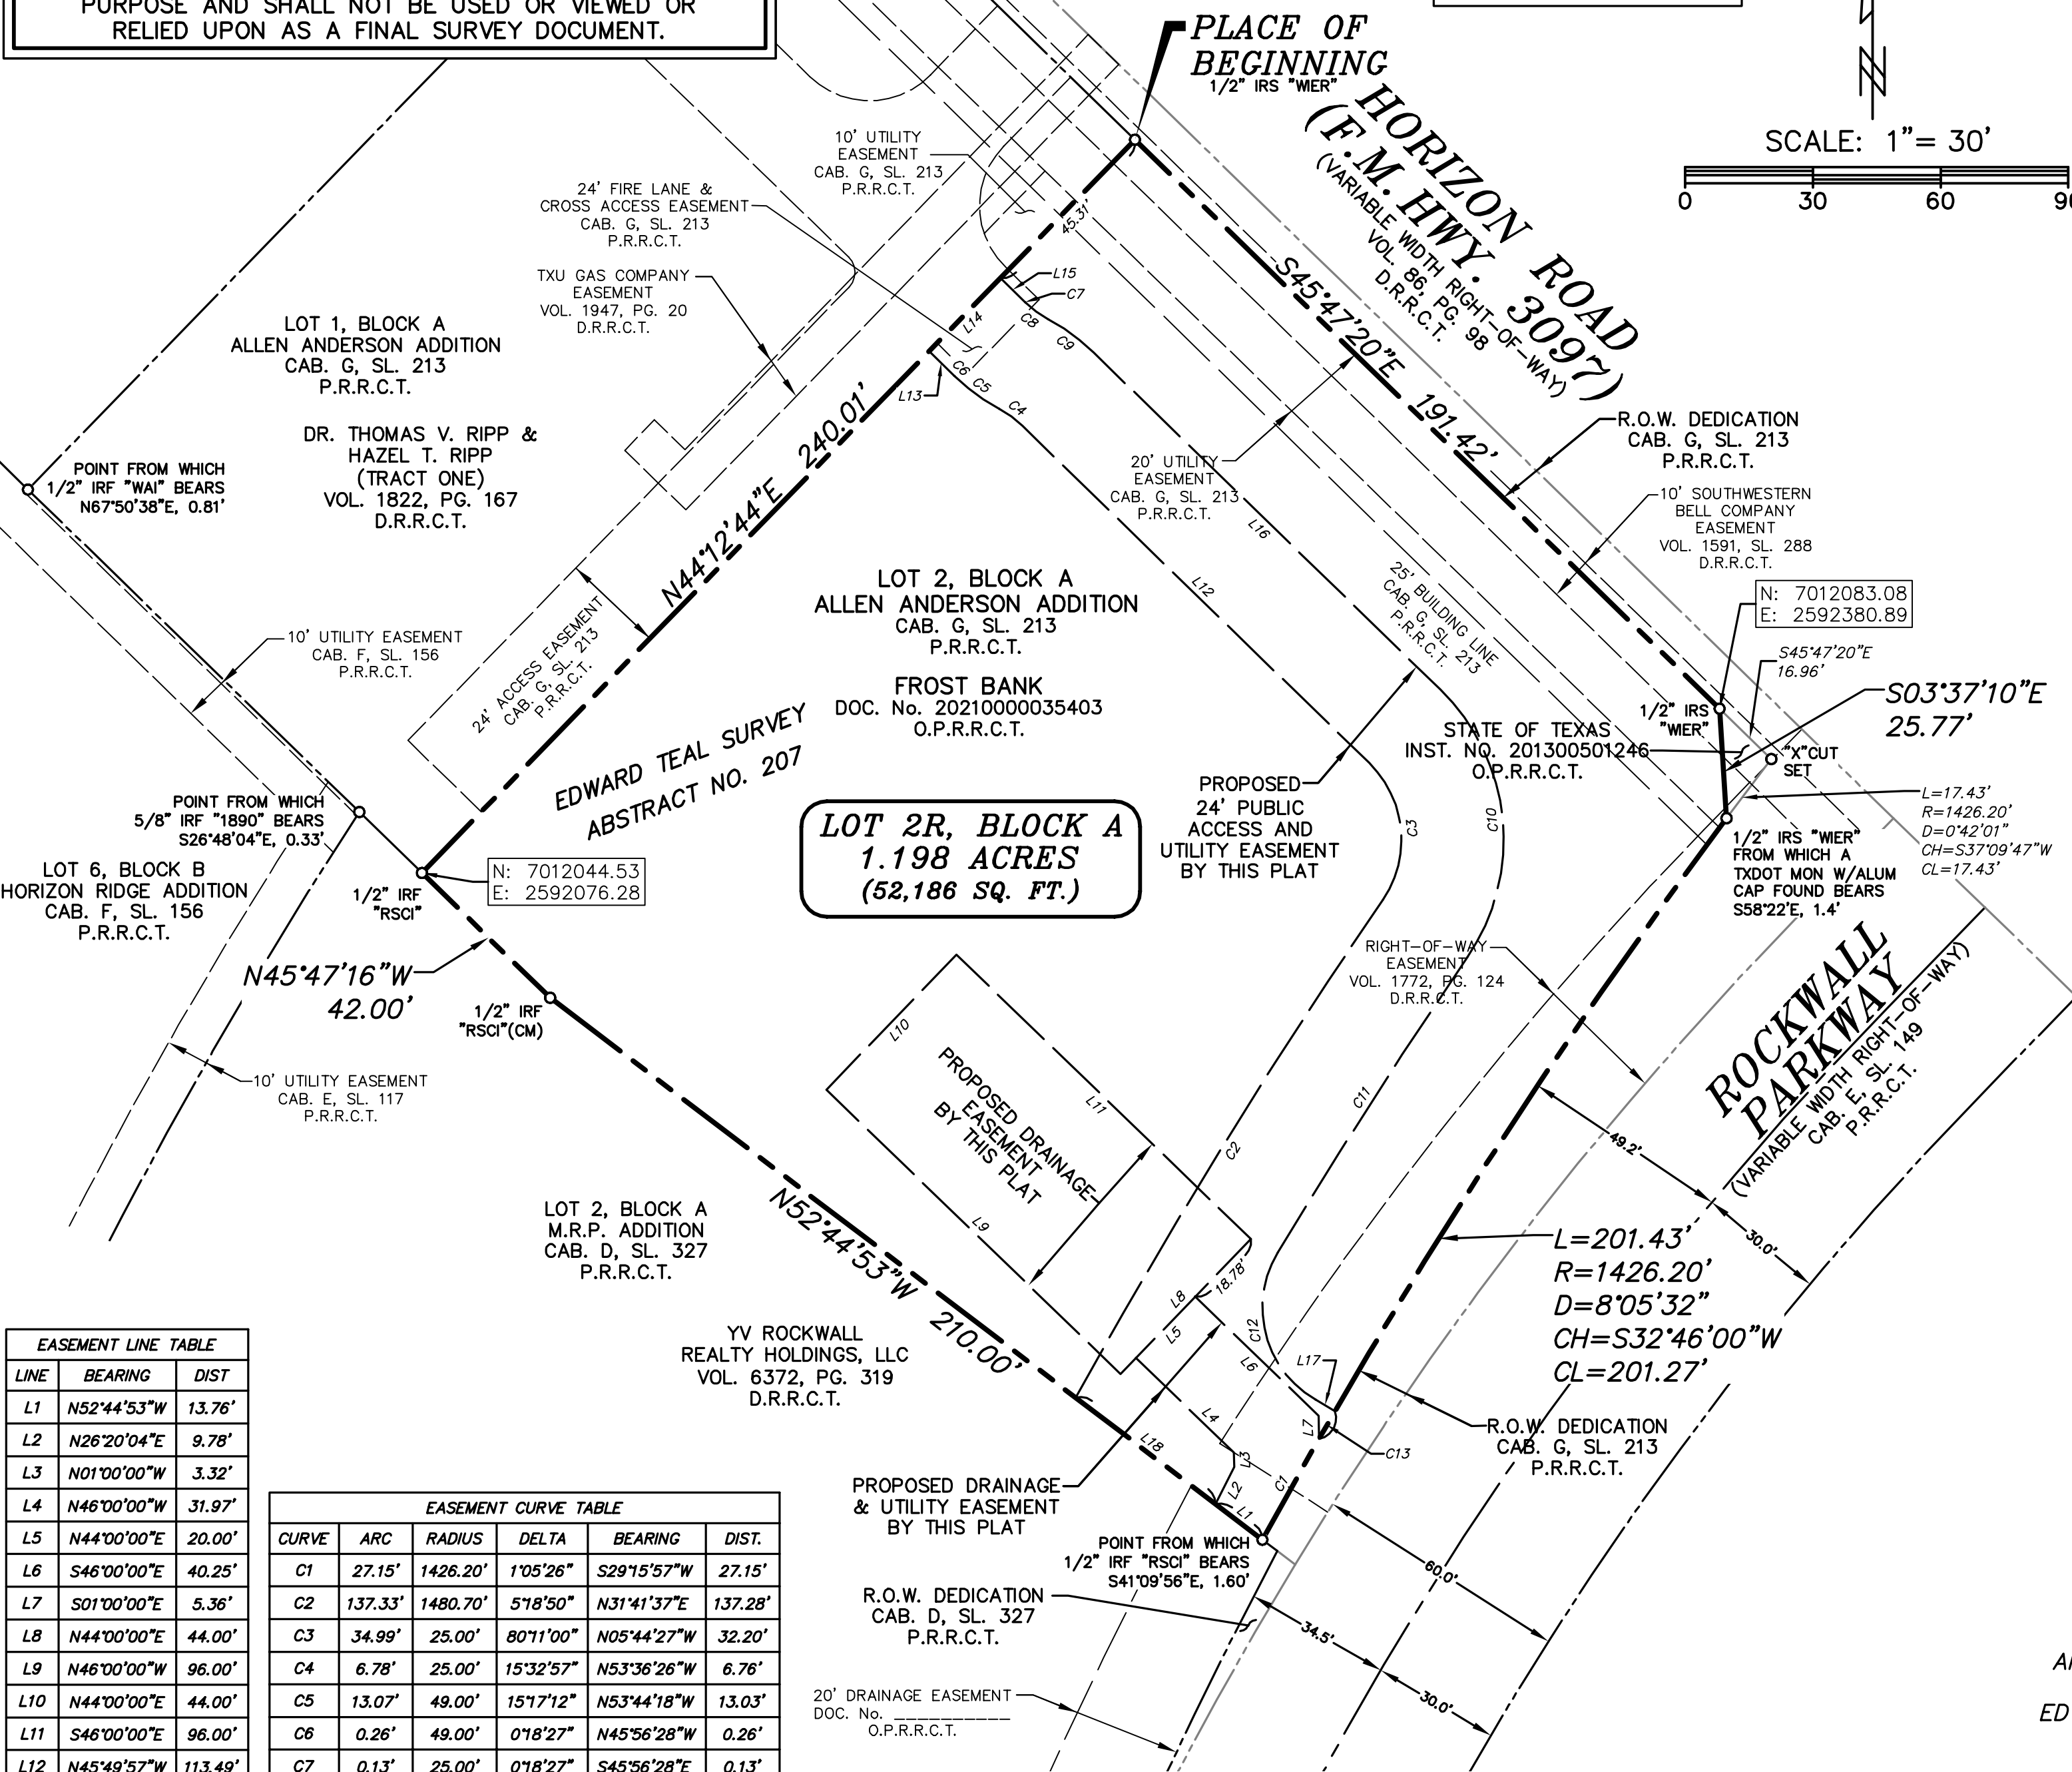 PURPOSE AND SHALL NOT BE USED OR VIEWED OR
RELIED UPON AS A FINAL SURVEY DOCUMENT.
PLACE OF
BEGINNING
1/2" IRS "WIER"
SCALE: 1"= 30'
0 30 60
HORIZON ROAD
(F.M. HWY. 3097)
(VARIABLE WIDTH RIGHT-OF-WAY)
VOL. 86, PG. 98
D.R.R.C.T.
10' UTILITY
EASEMENT
CAB. G, SL. 213
P.R.R.C.T.
24' FIRE LANE &
CROSS ACCESS EASEMENT
CAB. G, SL. 213
P.R.R.C.T.
TXU GAS COMPANY
EASEMENT
VOL. 1947, PG. 20
D.R.R.C.T.
45.31'
L15
C7
L14
C8
C9
C6
C5
L13
C4
S45°47'20"E 191.42'
LOT 1, BLOCK A
ALLEN ANDERSON ADDITION
CAB. G, SL. 213
P.R.R.C.T.
DR. THOMAS V. RIPP &
HAZEL T. RIPP
(TRACT ONE)
VOL. 1822, PG. 167
D.R.R.C.T.
POINT FROM WHICH
1/2" IRF "WAI" BEARS
N67°50'38"E, 0.81'
N44°12'44"E 240.01'
R.O.W. DEDICATION
CAB. G, SL. 213
P.R.R.C.T.
20' UTILITY
EASEMENT
CAB. G, SL. 213
P.R.R.C.T.
L16
L12
10' SOUTHWESTERN
BELL COMPANY
EASEMENT
VOL. 1591, SL. 288
D.R.R.C.T.
25' BUILDING LINE
CAB. G, SL. 213
P.R.R.C.T.
N: 7012083.08
E: 2592380.89
S45°47'20"E
16.96'
S03°37'10"E
25.77'
LOT 2, BLOCK A
ALLEN ANDERSON ADDITION
CAB. G, SL. 213
P.R.R.C.T.
FROST BANK
DOC. No. 20210000035403
O.P.R.R.C.T.
10' UTILITY EASEMENT
CAB. F, SL. 156
P.R.R.C.T.
24' ACCESS EASEMENT
CAB. G, SL. 213
P.R.R.C.T.
EDWARD TEAL SURVEY
ABSTRACT NO. 207
1/2" IRS
"WIER"
STATE OF TEXAS
INST. NO. 201300501246
O.P.R.R.C.T.
"X"CUT
SET
PROPOSED
24' PUBLIC
ACCESS AND
UTILITY EASEMENT
BY THIS PLAT
C3
C10
L=17.43'
R=1426.20'
D=0°42'01"
CH=S37°09'47"W
CL=17.43'
1/2" IRS "WIER"
FROM WHICH A
TXDOT MON W/ALUM
CAP FOUND BEARS
S58°22'E, 1.4'
LOT 2R, BLOCK A
1.198 ACRES
(52,186 SQ. FT.)
POINT FROM WHICH
5/8" IRF "1890" BEARS
S26°48'04"E, 0.33'
LOT 6, BLOCK B
HORIZON RIDGE ADDITION
CAB. F, SL. 156
P.R.R.C.T.
N: 7012044.53
E: 2592076.28
1/2" IRF
"RSCI"
N45°47'16"W
42.00'
1/2" IRF
"RSCI"(CM)
10' UTILITY EASEMENT
CAB. E, SL. 117
P.R.R.C.T.
RIGHT-OF-WAY
EASEMENT
VOL. 1772, PG. 124
D.R.R.C.T.
ROCKWALL
PARKWAY
(VARIABLE WIDTH RIGHT-OF-WAY)
CAB. E, SL. 149
P.R.R.C.T.
L10
L11
PROPOSED DRAINAGE
EASEMENT
BY THIS PLAT
L9
C2
C11
49.2'
30.0'
LOT 2, BLOCK A
M.R.P. ADDITION
CAB. D, SL. 327
P.R.R.C.T.
N52°44'53"W 210.00'
L=201.43'
R=1426.20'
D=8°05'32"
CH=S32°46'00"W
CL=201.27'
18.78'
L8
L5
C12
L6
L17
L7
C13
YV ROCKWALL
REALTY HOLDINGS, LLC
VOL. 6372, PG. 319
D.R.R.C.T.
L4
L18
L3
L2
C1
L1
R.O.W. DEDICATION
CAB. G, SL. 213
P.R.R.C.T.
PROPOSED DRAINAGE
& UTILITY EASEMENT
BY THIS PLAT
POINT FROM WHICH
1/2" IRF "RSCI" BEARS
S41°09'56"E, 1.60'
R.O.W. DEDICATION
CAB. D, SL. 327
P.R.R.C.T.
60.0'
34.5'
30.0'
20' DRAINAGE EASEMENT
DOC. No. __________
O.P.R.R.C.T.
ED
EASEMENT LINE TABLE
LINE BEARING DIST
L1 N52°44'53"W 13.76'
L2 N26°20'04"E 9.78'
L3 N01°00'00"W 3.32'
L4 N46°00'00"W 31.97'
L5 N44°00'00"E 20.00'
L6 S46°00'00"E 40.25'
L7 S01°00'00"E 5.36'
L8 N44°00'00"E 44.00'
L9 N46°00'00"W 96.00'
L10 N44°00'00"E 44.00'
L11 S46°00'00"E 96.00'
L12 N45°49'57"W 113.49'
EASEMENT CURVE TABLE
CURVE ARC RADIUS DELTA BEARING DIST.
C1 27.15' 1426.20' 1°05'26" S29°15'57"W 27.15'
C2 137.33' 1480.70' 5°18'50" N31°41'37"E 137.28'
C3 34.99' 25.00' 80°11'00" N05°44'27"W 32.20'
C4 6.78' 25.00' 15°32'57" N53°36'26"W 6.76'
C5 13.07' 49.00' 15°17'12" N53°44'18"W 13.03'
C6 0.26' 49.00' 0°18'27" N45°56'28"W 0.26'
C7 0.13' 25.00' 0°18'27" S45°56'28"E 0.13'